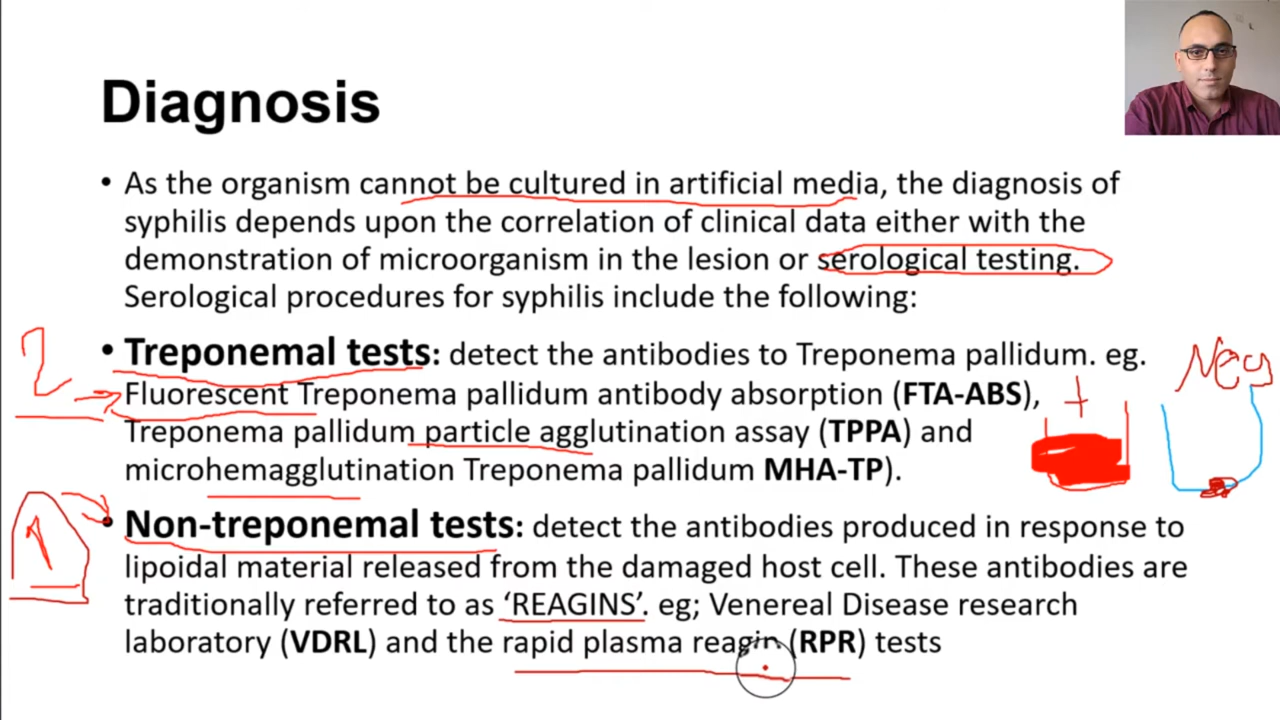 Diagnosis
• As the organism cannot be cultured in artificial media, the diagnosis of
syphilis depends upon the correlation of clinical data either with the
demonstration of microorganism in the lesion or serological testing.
Serological procedures for syphilis include the following:
2
• Treponemal tests: detect the antibodies to Treponema pallidum. eg.
Neg
Fluorescent Treponema pallidum antibody absorption (FTA-ABS),
+
Treponema pallidum particle agglutination assay (TPPA) and
microhemagglutination Treponema pallidum MHA-TP).
1
• Non-treponemal tests: detect the antibodies produced in response to
lipoidal material released from the damaged host cell. These antibodies are
traditionally referred to as ‘REAGINS’. eg; Venereal Disease research
laboratory (VDRL) and the rapid plasma reagin (RPR) tests